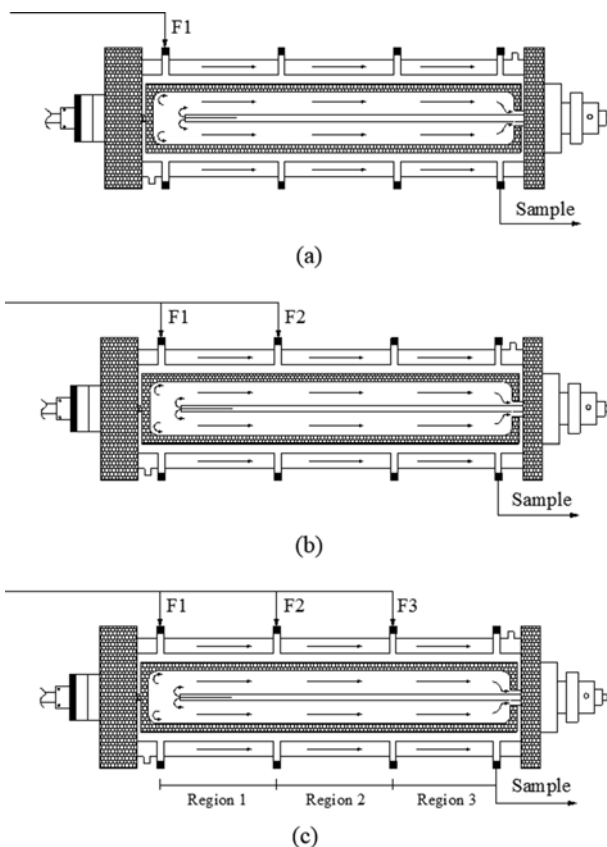 F1
Sample
(a)
F1 F2
Sample
(b)
F1 F2 F3
Sample
Region 1 Region 2 Region 3
(c)